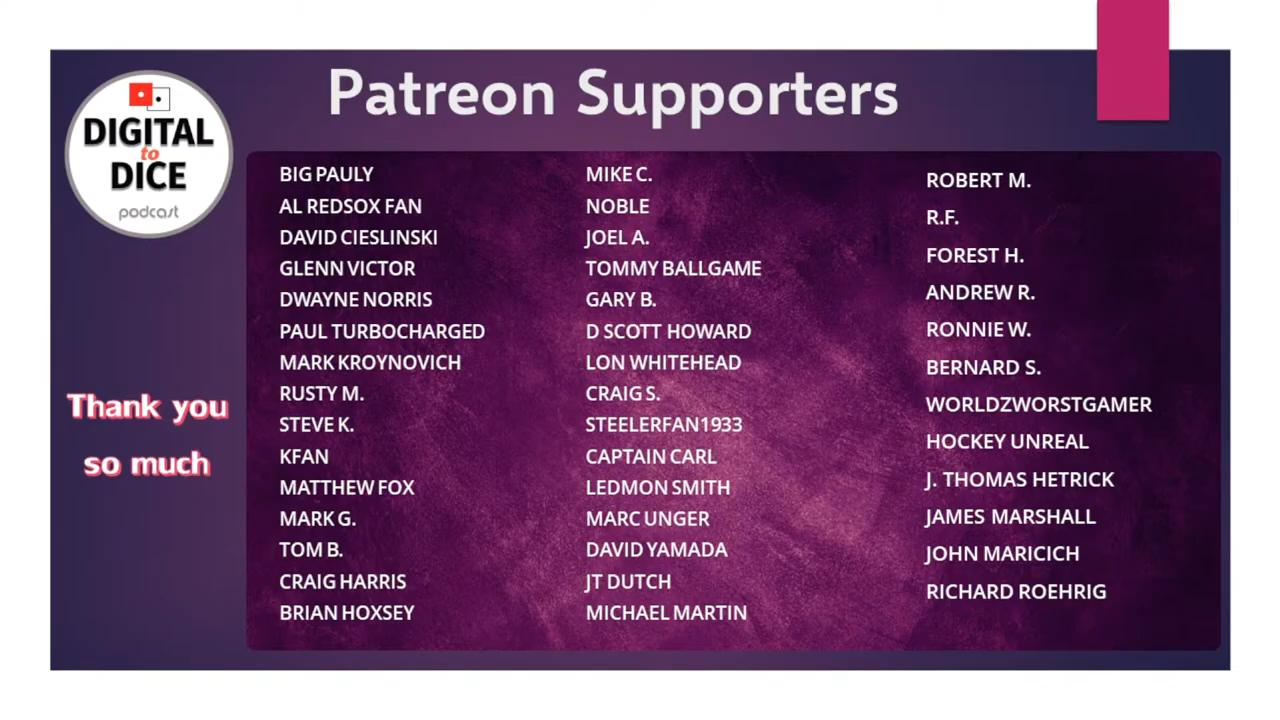 Patreon Supporters
DIGITAL
to
DICE
podcast
Thank you
so much
BIG PAULY
AL REDSOX FAN
DAVID CIESLINSKI
GLENN VICTOR
DWAYNE NORRIS
PAUL TURBOCHARGED
MARK KROYNOVICH
RUSTY M.
STEVE K.
KFAN
MATTHEW FOX
MARK G.
TOM B.
CRAIG HARRIS
BRIAN HOXSEY
MIKE C.
NOBLE
JOEL A.
TOMMY BALLGAME
GARY B.
D SCOTT HOWARD
LON WHITEHEAD
CRAIG S.
STEELERFAN1933
CAPTAIN CARL
LEDMON SMITH
MARC UNGER
DAVID YAMADA
JT DUTCH
MICHAEL MARTIN
ROBERT M.
R.F.
FOREST H.
ANDREW R.
RONNIE W.
BERNARD S.
WORLDZWORSTGAMER
HOCKEY UNREAL
J. THOMAS HETRICK
JAMES MARSHALL
JOHN MARICICH
RICHARD ROEHRIG